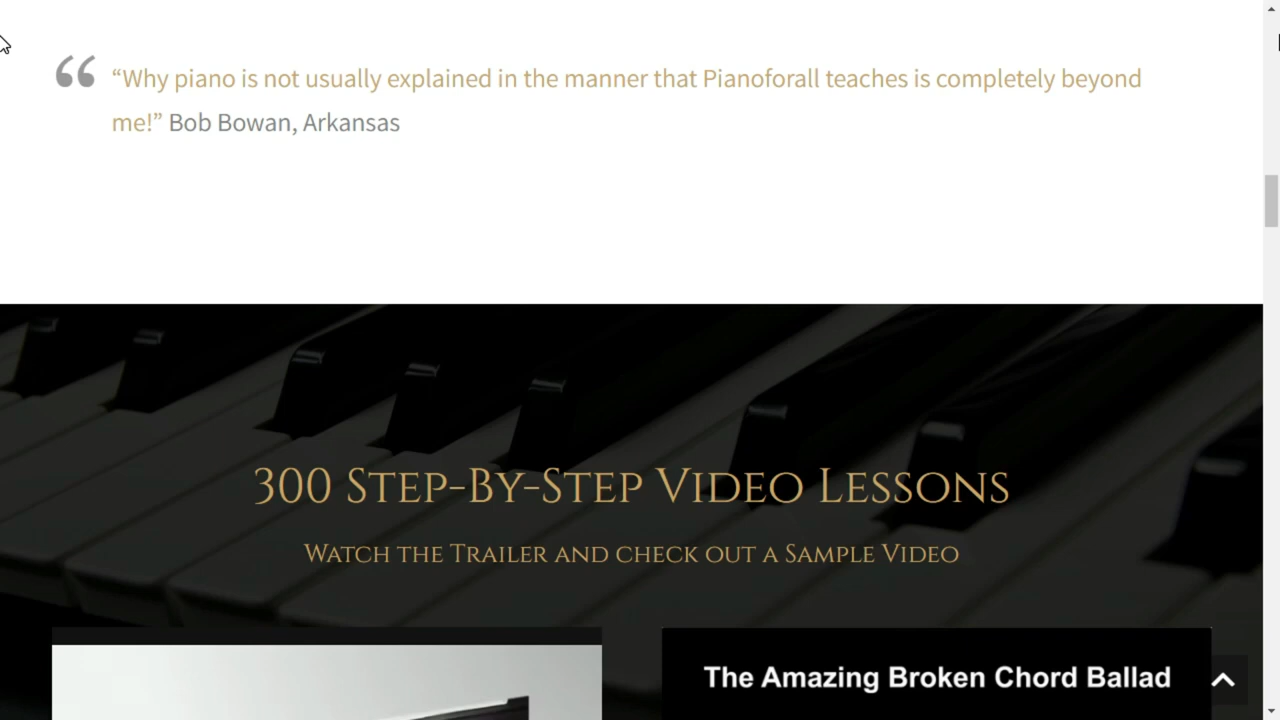 “Why piano is not usually explained in the manner that Pianoforall teaches is completely beyond
me!” Bob Bowan, Arkansas
300 Step-By-Step Video Lessons
Watch the Trailer and check out a Sample Video
The Amazing Broken Chord Ballad